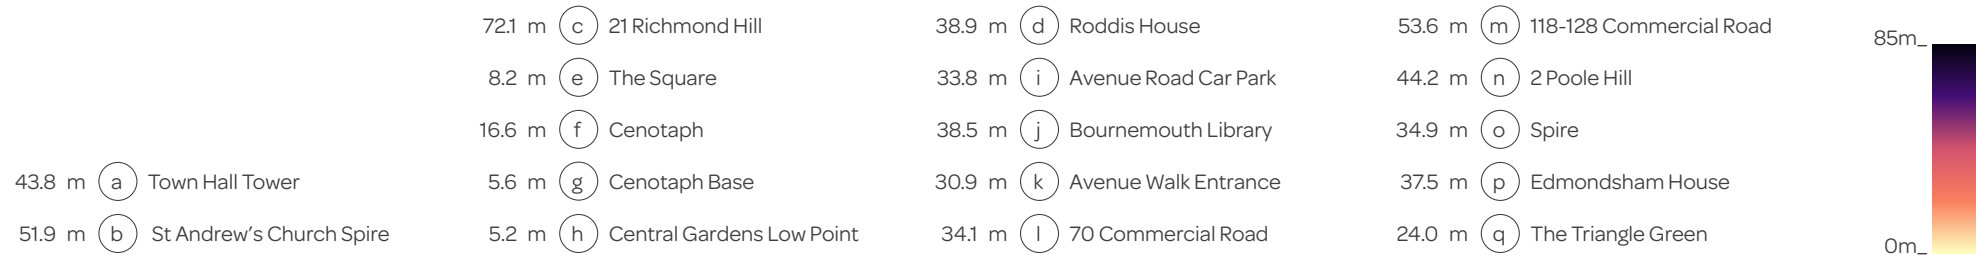 43.8 m a Town Hall Tower
51.9 m b St Andrew's Church Spire
72.1 m c 21 Richmond Hill
8.2 m e The Square
16.6 m f Cenotaph
5.6 m g Cenotaph Base
5.2 m h Central Gardens Low Point
38.9 m d Roddis House
33.8 m i Avenue Road Car Park
38.5 m j Bournemouth Library
30.9 m k Avenue Walk Entrance
34.1 m l 70 Commercial Road
53.6 m m 118-128 Commercial Road
44.2 m n 2 Poole Hill
34.9 m o Spire
37.5 m p Edmondsham House
24.0 m q The Triangle Green
85m_
0m_